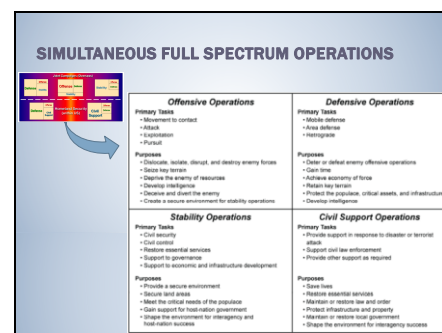 SIMULTANEOUS FULL SPECTRUM OPERATIONS
Defense
Offense
Defense
Civil
Support
Offensive Operations
Primary Tasks
• Movement to contact
• Attack
• Exploitation
• Pursuit
Purposes
• Dislocate, isolate, disrupt, and destroy enemy forces
• Seize key terrain
• Deprive the enemy of resources
• Develop intelligence
• Deceive and divert the enemy
• Create a secure environment for stability operations
Defensive Operations
Primary Tasks
• Mobile defense
• Area defense
• Retrograde
Purposes
• Deter or defeat enemy offensive operations
• Gain time
• Achieve economy of force
• Retain key terrain
• Protect the populace, critical assets, and infrastructure
• Develop intelligence
Stability Operations
Primary Tasks
• Civil security
• Civil control
• Restore essential services
• Support to governance
• Support to economic and infrastructure development
Purposes
• Provide a secure environment
• Secure land areas
• Meet the critical needs of the populace
• Gain support for host-nation government
• Shape the environment for interagency and
host-nation success
Civil Support Operations
Primary Tasks
• Provide support in response to disaster or terrorist
attack
• Support civil law enforcement
• Provide other support as required
Purposes
• Save lives
• Restore essential services
• Maintain or restore law and order
• Protect infrastructure and property
• Maintain or restore local government
• Shape the environment for interagency success